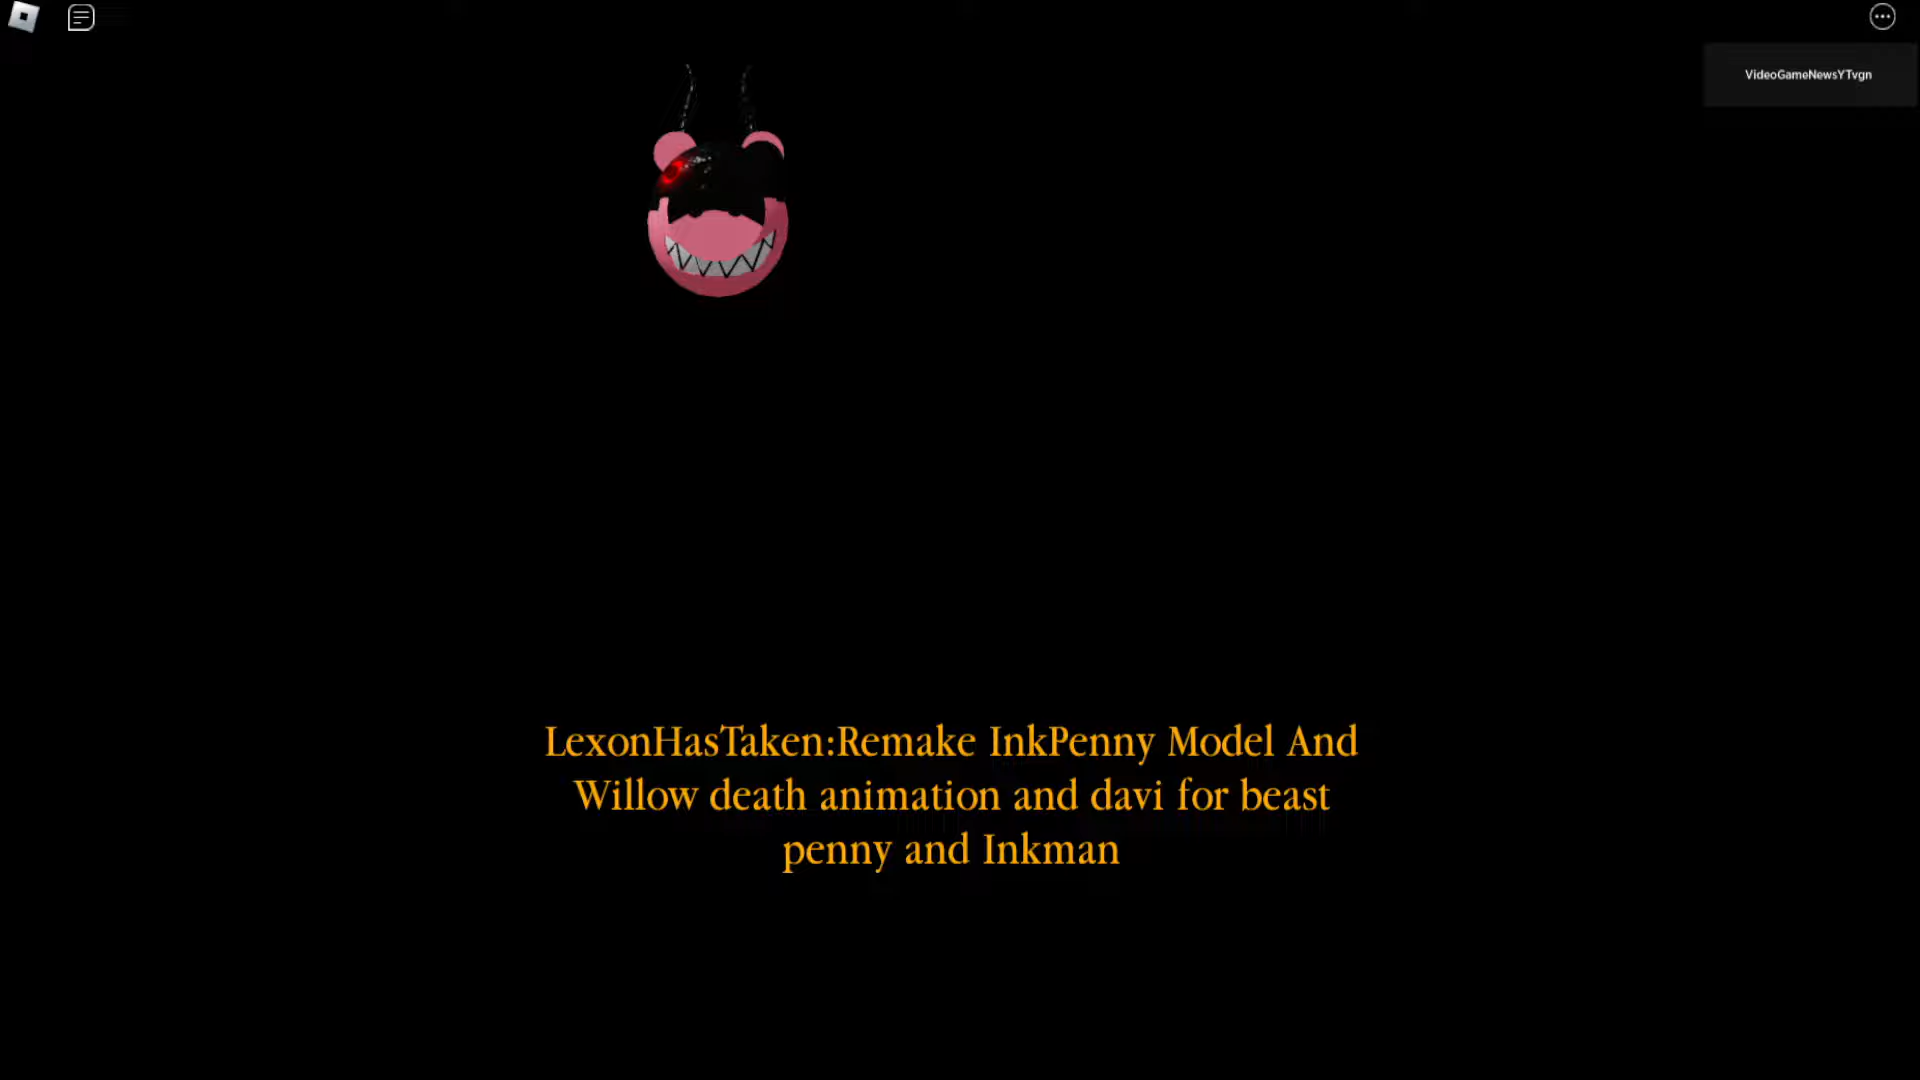 VideoGameNewsYTvgn
LexonHasTaken:Remake InkPenny Model And
Willow death animation and davi for beast
penny and Inkman